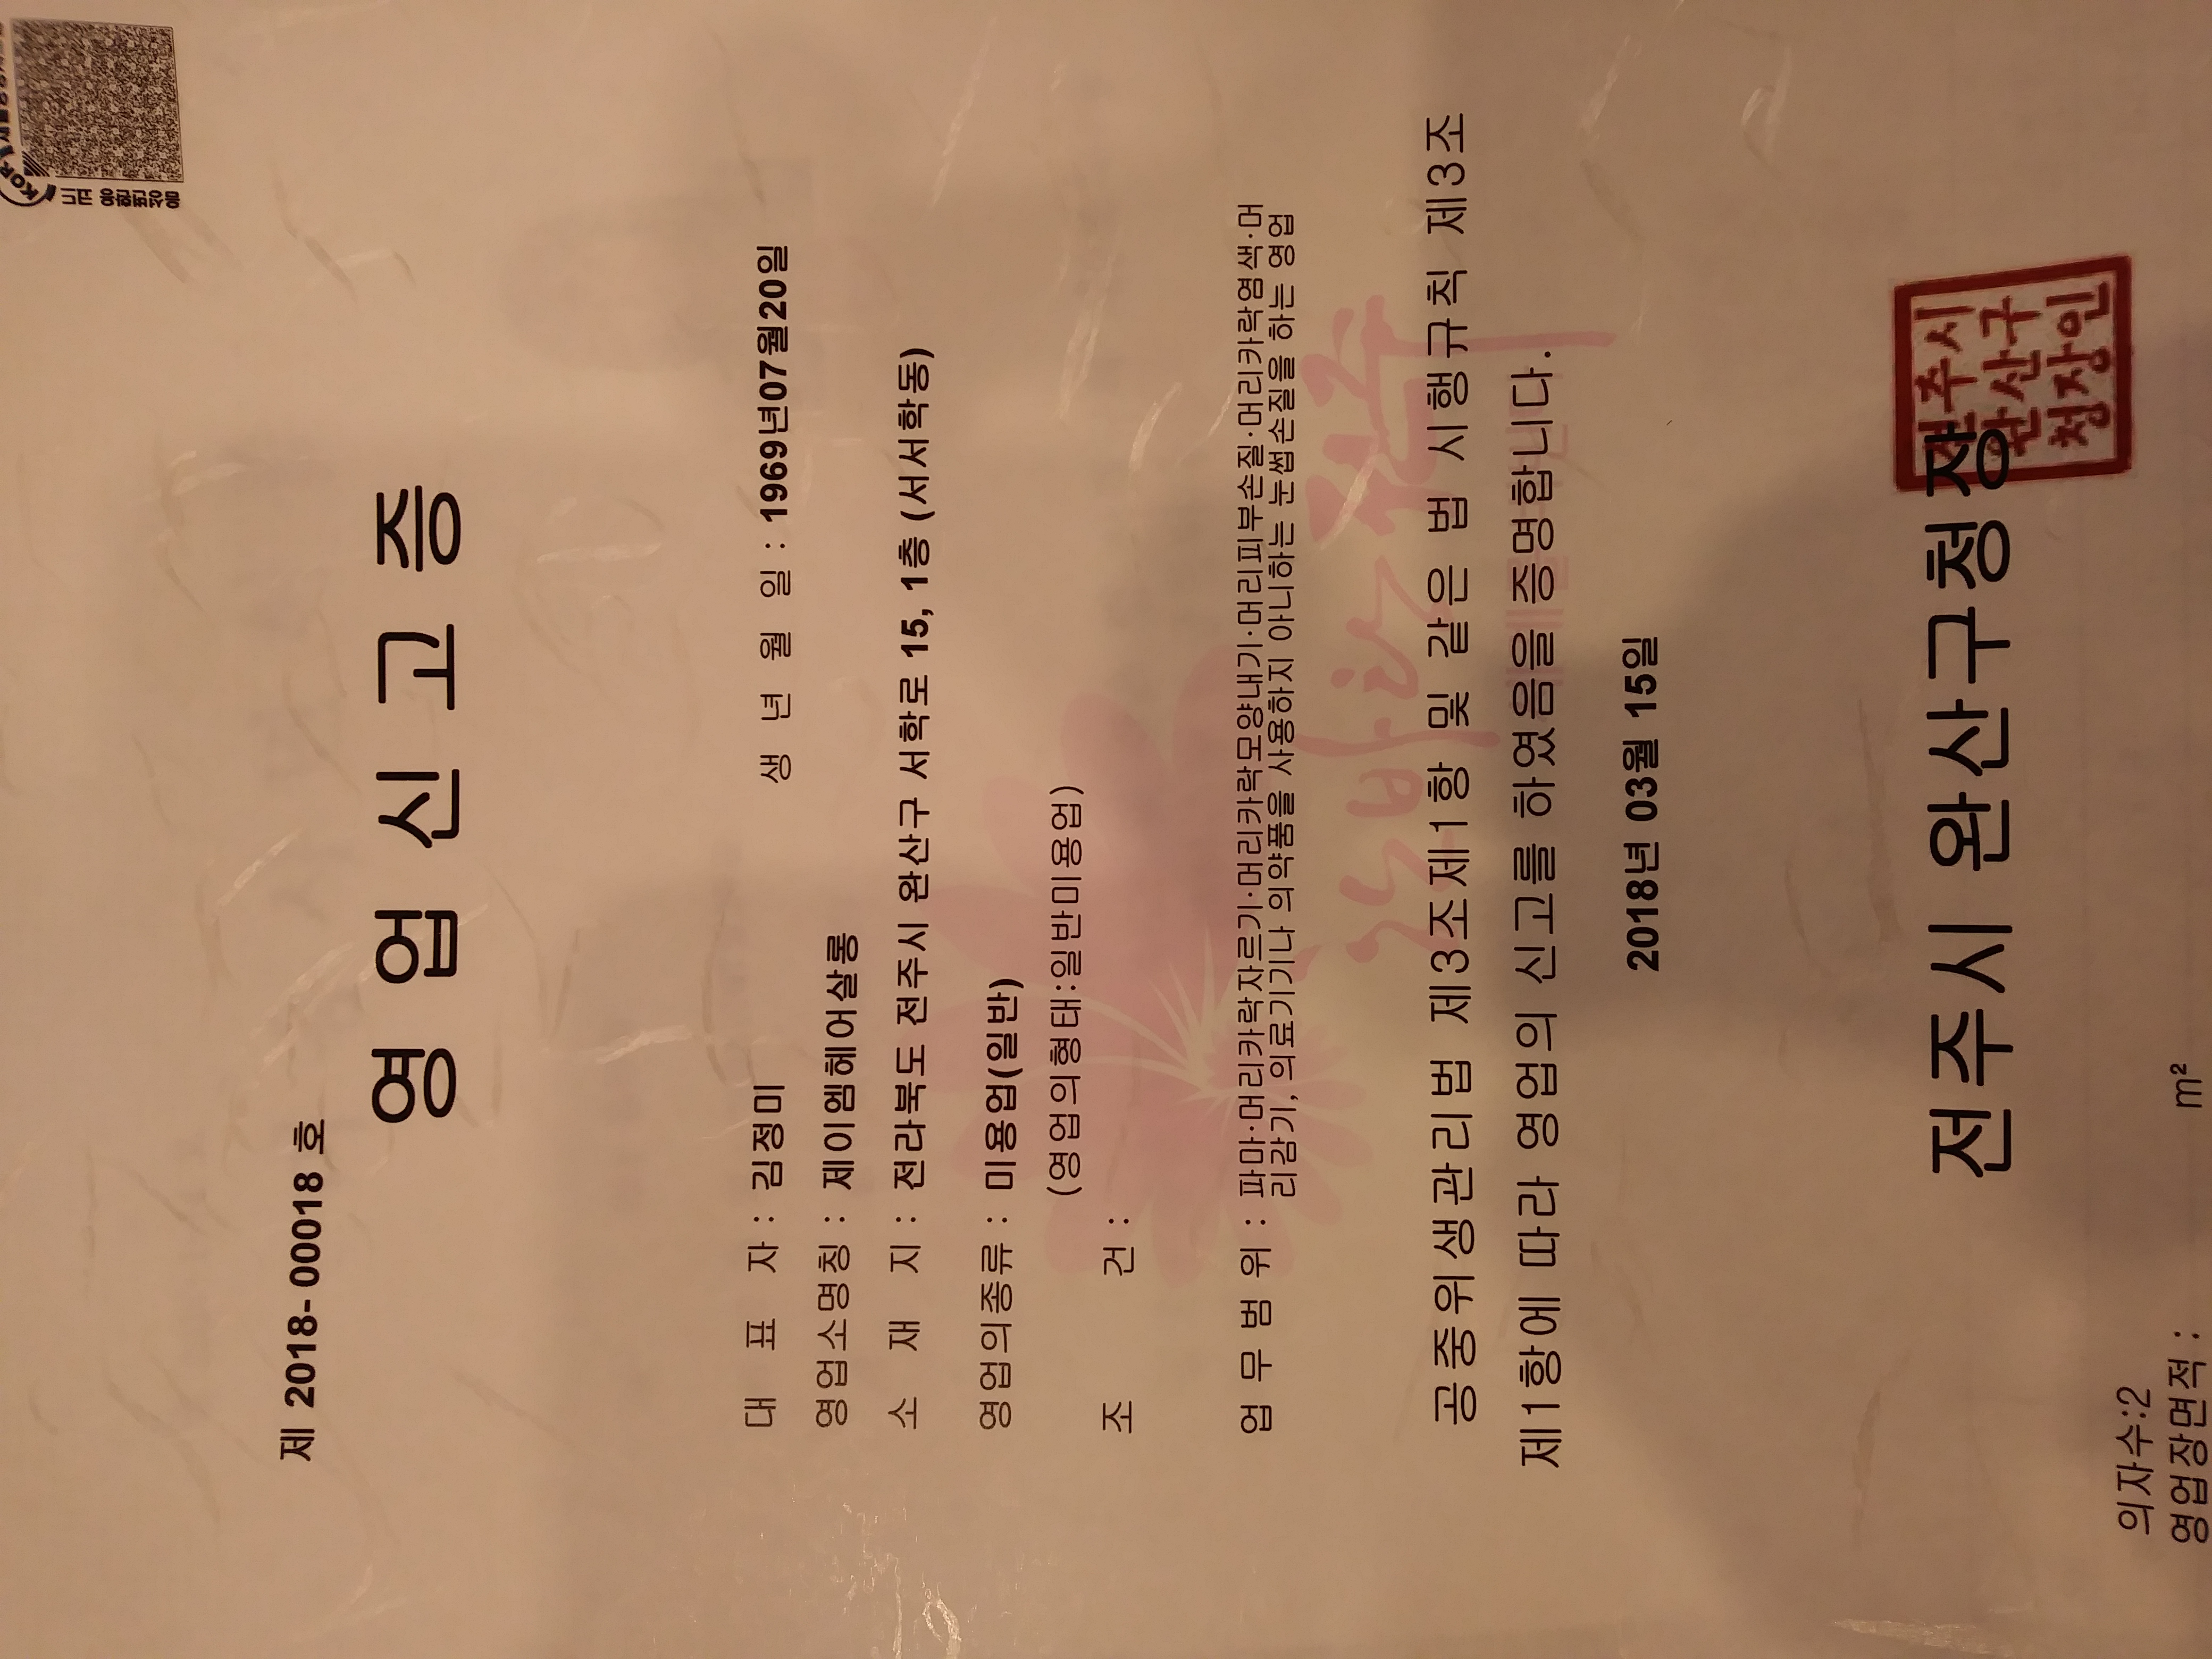 제 2018- 00018 호
영 업 신 고 증
대 표 자 : 김정미 생 년 월 일 : 1969년07월20일
영업소명칭 : 제이엠헤어살롱
소 재 지 : 전라북도 전주시 완산구 서학로 15, 1층 (서서학동)
영업의종류 : 미용업(일반)
(영업의형태:일반미용업)
조 건 :
업 무 범 위 : 파마·머리카락자르기·머리카락모양내기·머리피부손질·머리카락염색·머
리감기, 의료기기나 의약품을 사용하지 아니하는 눈썹손질을 하는 영업
한바탕 전주
공중위생관리법 제3조제1항 및 같은 법 시행규칙 제3조
제1항에 따라 영업의 신고를 하였음을 증명합니다.
2018년 03월 15일
전주시 완산구청장
전주시
완산구
청장인
의자수:2
영업장면적 : m²
KOR